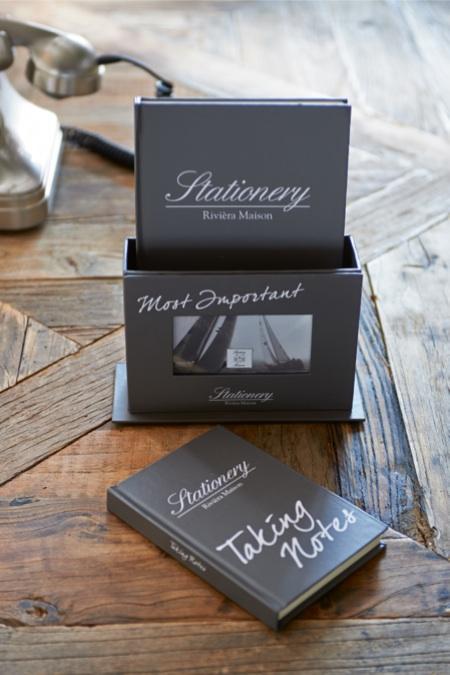 Stationery
Rivièra Maison
Most Important
Stationery
Rivièra Maison
Stationery
Rivièra Maison
Taking
Notes
Taking Notes